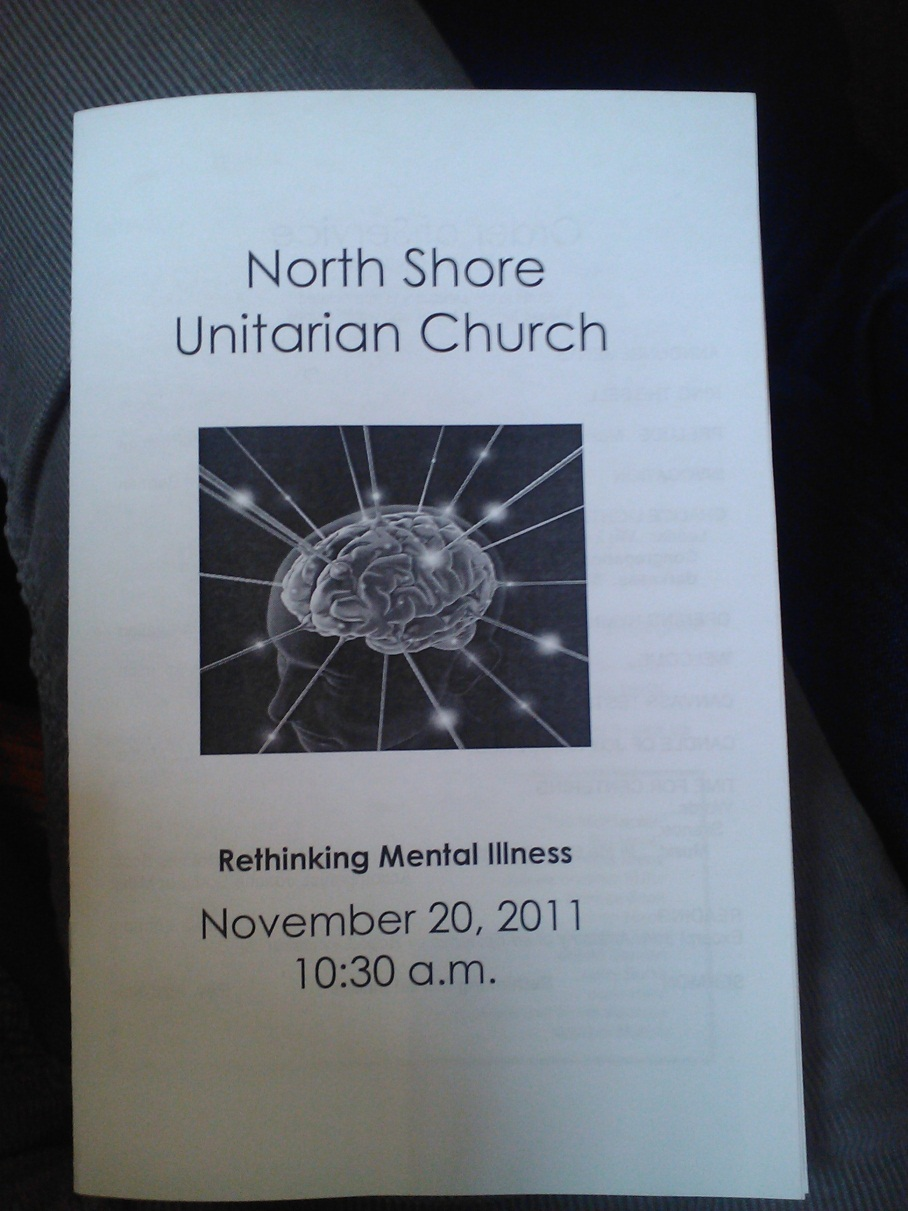 North Shore
Unitarian Church
Rethinking Mental Illness
November 20, 2011
10:30 a.m.